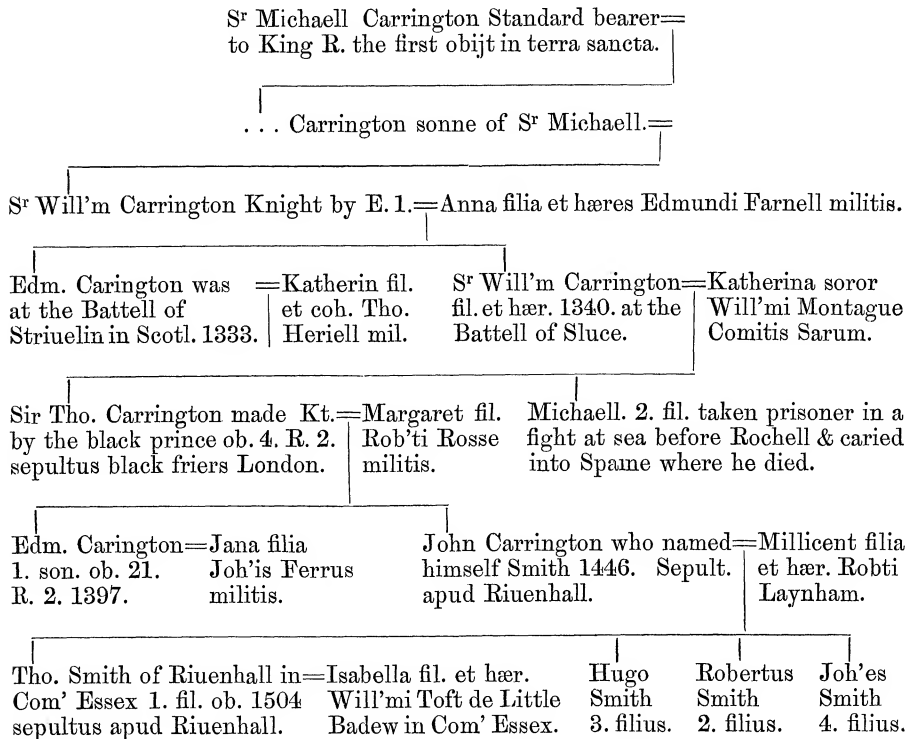 Sʳ Michaell Carrington Standard bearer=
to King R. the first obijt in terra sancta.
. . . Carrington sonne of Sʳ Michaell.=
Sʳ Will'm Carrington Knight by E. 1.=Anna filia et hæres Edmundi Farnell militis.
Edm. Carington was
at the Battell of
Striuelin in Scotl. 1333.
=Katherin fil.
et coh. Tho.
Heriell mil.
Sʳ Will'm Carrington
fil. et hær. 1340. at the
Battell of Sluce.
=Katherina soror
Will'mi Montague
Comitis Sarum.
Sir Tho. Carrington made Kt.
by the black prince ob. 4. R. 2.
sepultus black friers London.
=Margaret fil.
Rob'ti Rosse
militis.
Michaell. 2. fil. taken prisoner in a
fight at sea before Rochell & caried
into Spaine where he died.
Edm. Carington
1. son. ob. 21.
R. 2. 1397.
=Jana filia
Joh'is Ferrus
militis.
John Carrington who named
himself Smith 1446. Sepult.
apud Riuenhall.
=Millicent filia
et hær. Robti
Laynham.
Tho. Smith of Riuenhall in
Com' Essex 1. fil. ob. 1504
sepultus apud Riuenhall.
=Isabella fil. et hær.
Will'mi Toft de Little
Badew in Com' Essex.
Hugo
Smith
3. filius.
Robertus
Smith
2. filius.
Joh'es
Smith
4. filius.